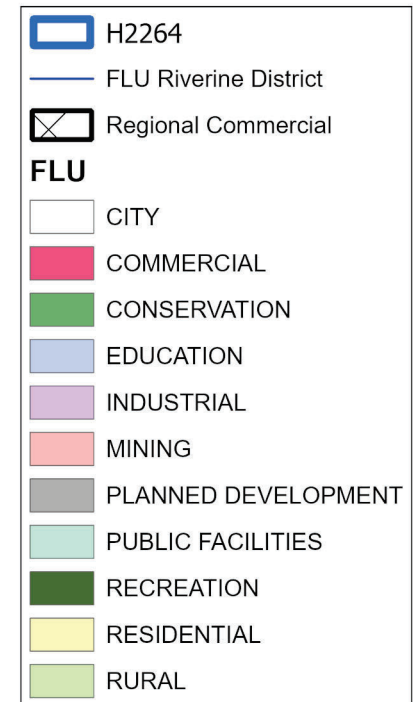 H2264
FLU Riverine District
Regional Commercial
FLU
CITY
COMMERCIAL
CONSERVATION
EDUCATION
INDUSTRIAL
MINING
PLANNED DEVELOPMENT
PUBLIC FACILITIES
RECREATION
RESIDENTIAL
RURAL